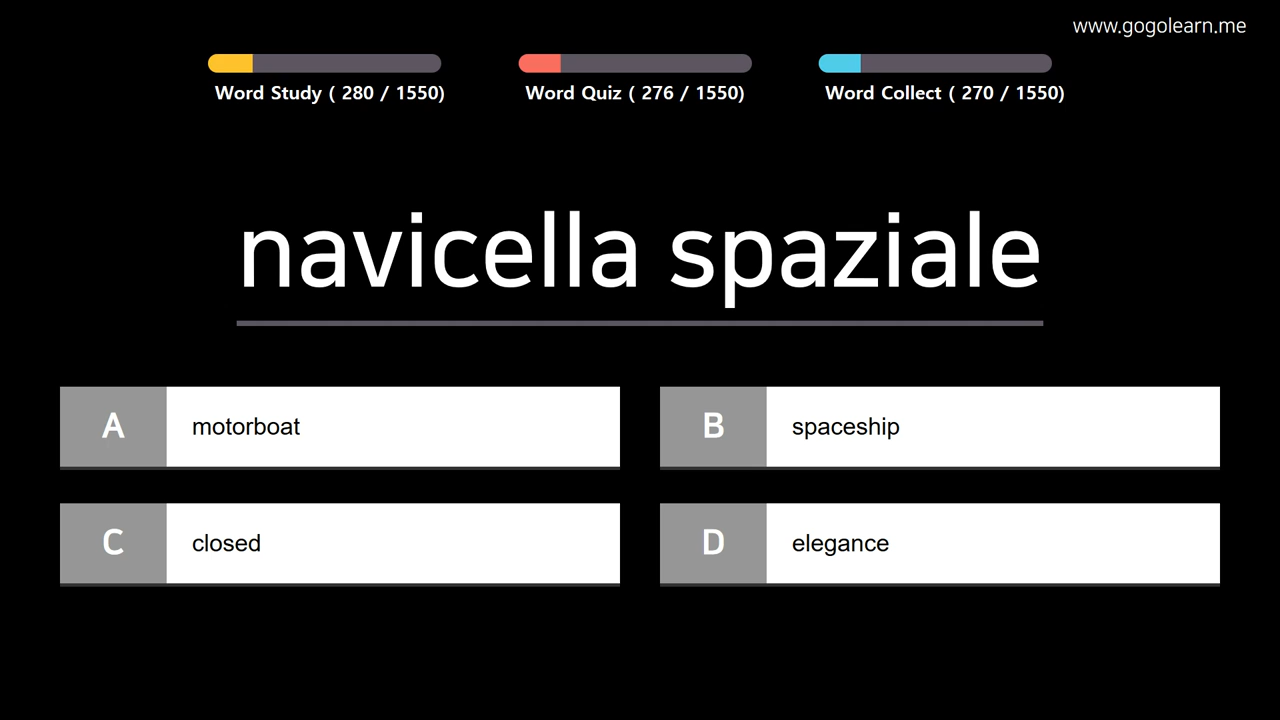 www.gogolearn.me
Word Study ( 280 / 1550)
Word Quiz ( 276 / 1550)
Word Collect ( 270 / 1550)
navicella spaziale
A motorboat
B spaceship
C closed
D elegance